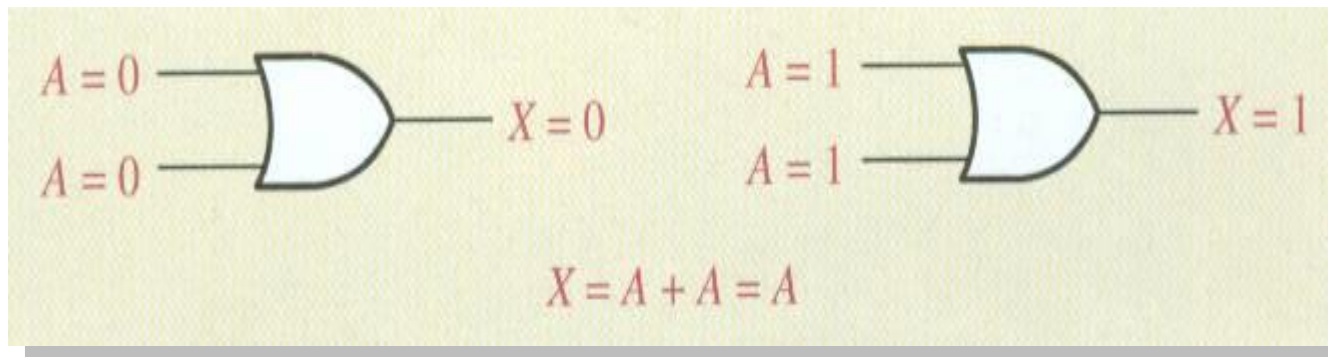 A = 0
A = 0
X = 0
A = 1
A = 1
X = 1
X = A + A = A